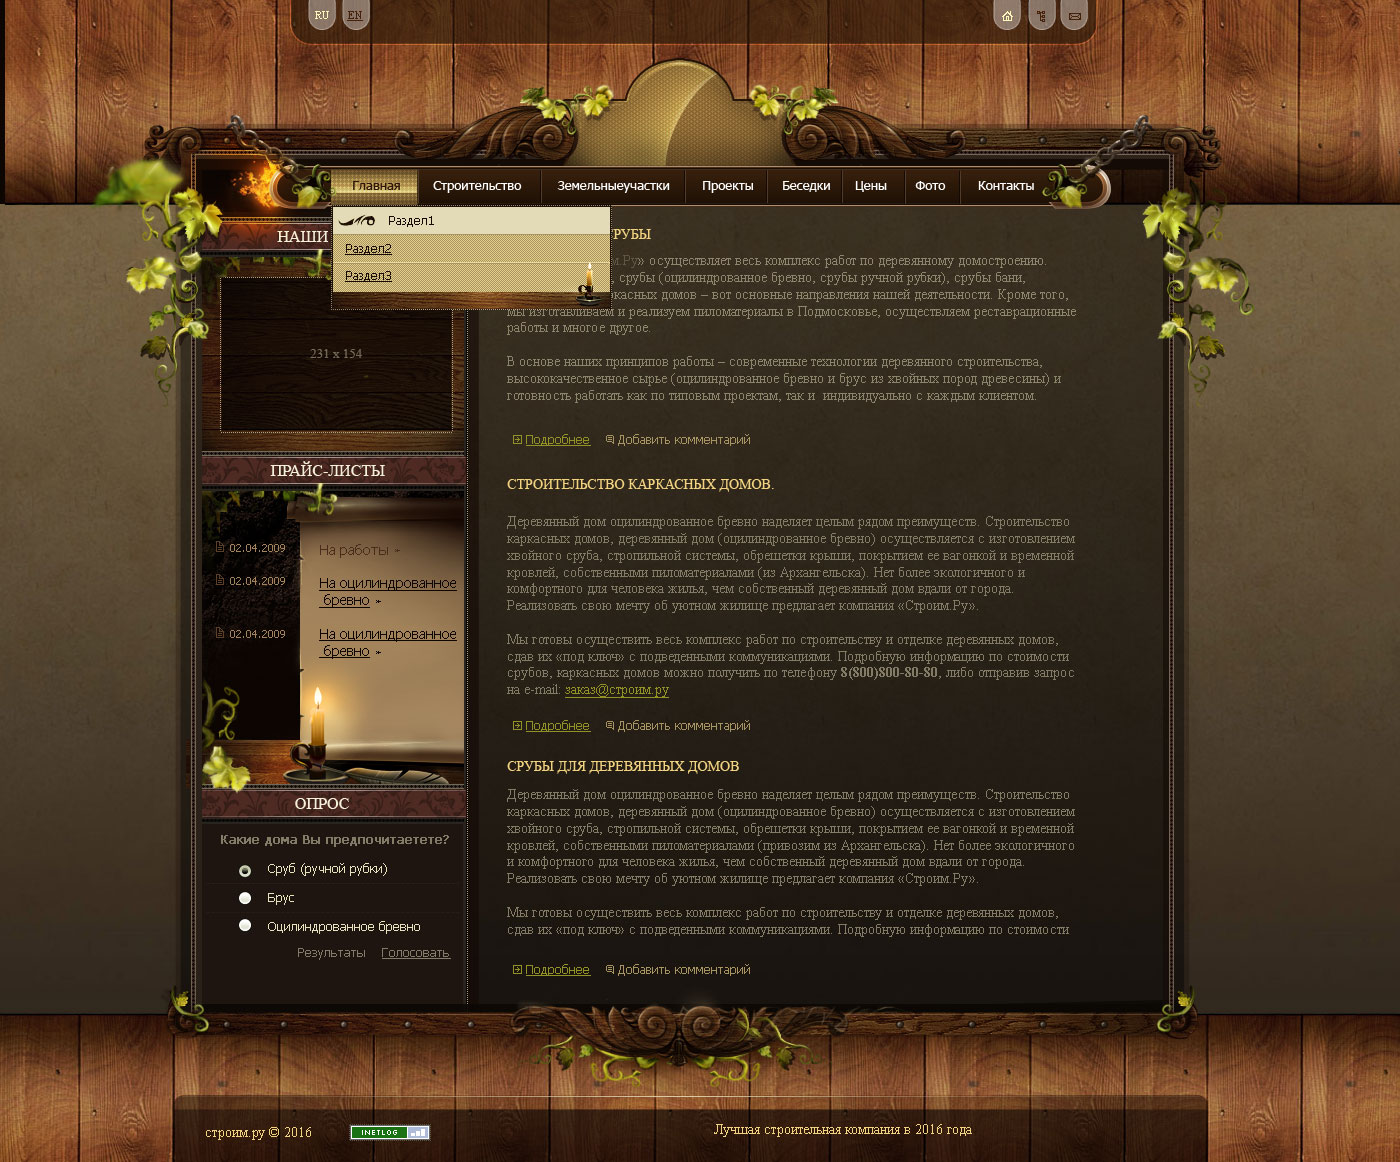 RU EN
Главная Строительство Земельныеучастки Проекты Беседки Цены Фото Контакты
Раздел1
Раздел2
Раздел3
НАШИ
231 x 154
ПРАЙС-ЛИСТЫ
02.04.2009 На работы
02.04.2009 На оцилиндрованное
бревно
02.04.2009 На оцилиндрованное
бревно
ОПРОС
Какие дома Вы предпочитаетете?
Сруб (ручной рубки)
Брус
Оцилиндрованное бревно
Результаты Голосовать
РУБЫ
м.Ру» осуществляет весь комплекс работ по деревянному домостроению.
, срубы (оцилиндрованное бревно, срубы ручной рубки), срубы бани,
ркасных домов – вот основные направления нашей деятельности. Кроме того,
мы изготавливаем и реализуем пиломатериалы в Подмосковье, осуществляем реставрационные
работы и многое другое.
В основе наших принципов работы – современные технологии деревянного строительства,
высококачественное сырье (оцилиндрованное бревно и брус из хвойных пород древесины) и
готовность работать как по типовым проектам, так и индивидуально с каждым клиентом.
Подробнее Добавить комментарий
СТРОИТЕЛЬСТВО КАРКАСНЫХ ДОМОВ.
Деревянный дом оцилиндрованное бревно наделяет целым рядом преимуществ. Строительство
каркасных домов, деревянный дом (оцилиндрованное бревно) осуществляется с изготовлением
хвойного сруба, стропильной системы, обрешетки крыши, покрытием ее вагонкой и временной
кровлей, собственными пиломатериалами (из Архангельска). Нет более экологичного и
комфортного для человека жилья, чем собственный деревянный дом вдали от города.
Реализовать свою мечту об уютном жилище предлагает компания «Строим.Ру».
Мы готовы осуществить весь комплекс работ по строительству и отделке деревянных домов,
сдав их «под ключ» с подведенными коммуникациями. Подробную информацию по стоимости
срубов, каркасных домов можно получить по телефону 8(800)800-80-80, либо отправив запрос
на e-mail: заказ@строим.ру
Подробнее Добавить комментарий
СРУБЫ ДЛЯ ДЕРЕВЯННЫХ ДОМОВ
Деревянный дом оцилиндрованное бревно наделяет целым рядом преимуществ. Строительство
каркасных домов, деревянный дом (оцилиндрованное бревно) осуществляется с изготовлением
хвойного сруба, стропильной системы, обрешетки крыши, покрытием ее вагонкой и временной
кровлей, собственными пиломатериалами (привозим из Архангельска). Нет более экологичного
и комфортного для человека жилья, чем собственный деревянный дом вдали от города.
Реализовать свою мечту об уютном жилище предлагает компания «Строим.Ру».
Мы готовы осуществить весь комплекс работ по строительству и отделке деревянных домов,
сдав их «под ключ» с подведенными коммуникациями. Подробную информацию по стоимости
Подробнее Добавить комментарий
строим.ру © 2016 INETLOG Лучшая строительная компания в 2016 года